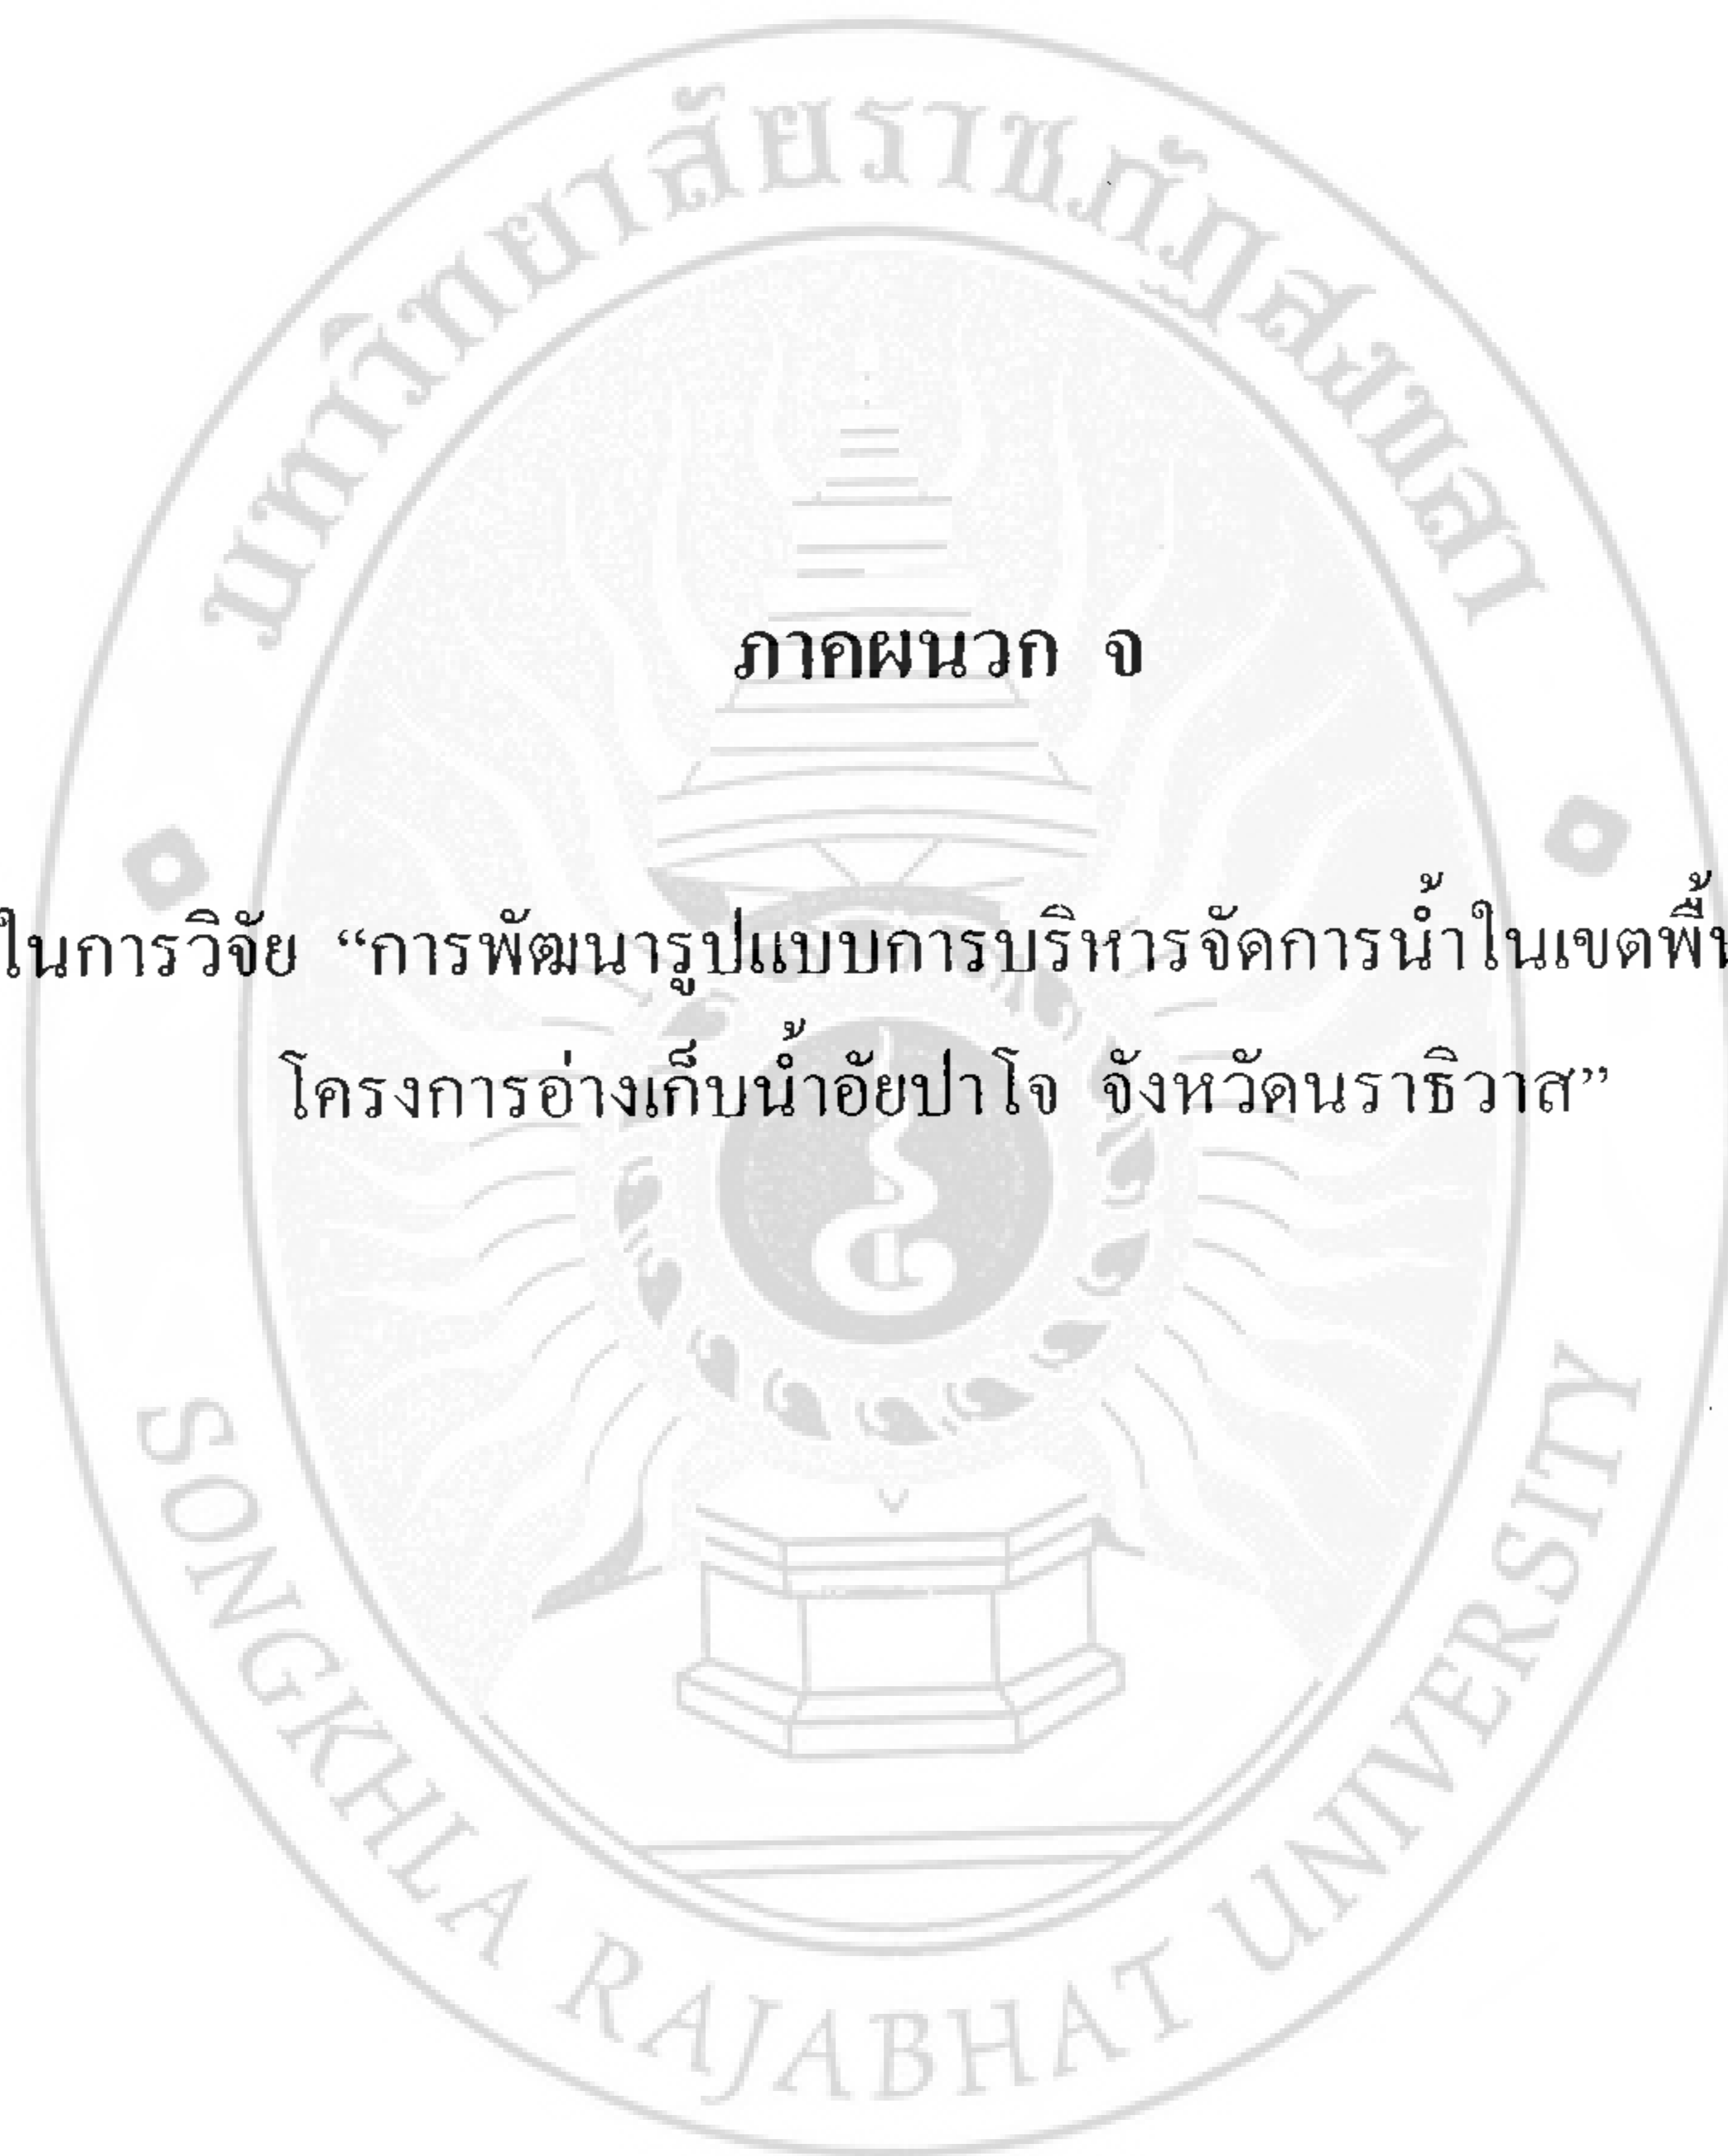 มหาวิทยาลัยราชภัฏสงขลา
ภาคผนวก จ
ในการวิจัย “การพัฒนารูปแบบการบริหารจัดการน้ำในเขตพื้น
โครงการอ่างเก็บน้ำอัยปาโจ จังหวัดนราธิวาส”
SONGKHLA RAJABHAT UNIVERSITY